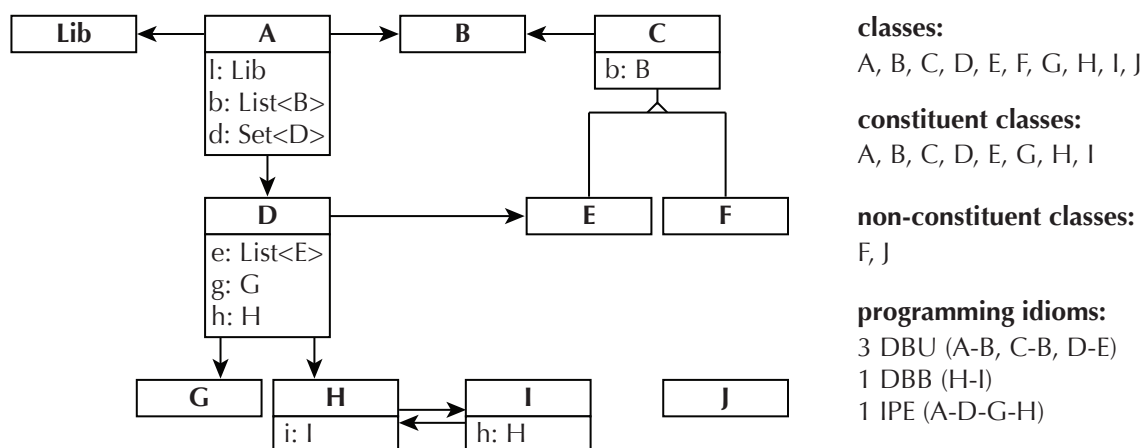 Lib
A
B
C
l: Lib
b: List<B>
d: Set<D>
b: B
D
E
F
e: List<E>
g: G
h: H
G
H
I
J
i: I
h: H
classes:
A, B, C, D, E, F, G, H, I, J
constituent classes:
A, B, C, D, E, G, H, I
non-constituent classes:
F, J
programming idioms:
3 DBU (A-B, C-B, D-E)
1 DBB (H-I)
1 IPE (A-D-G-H)